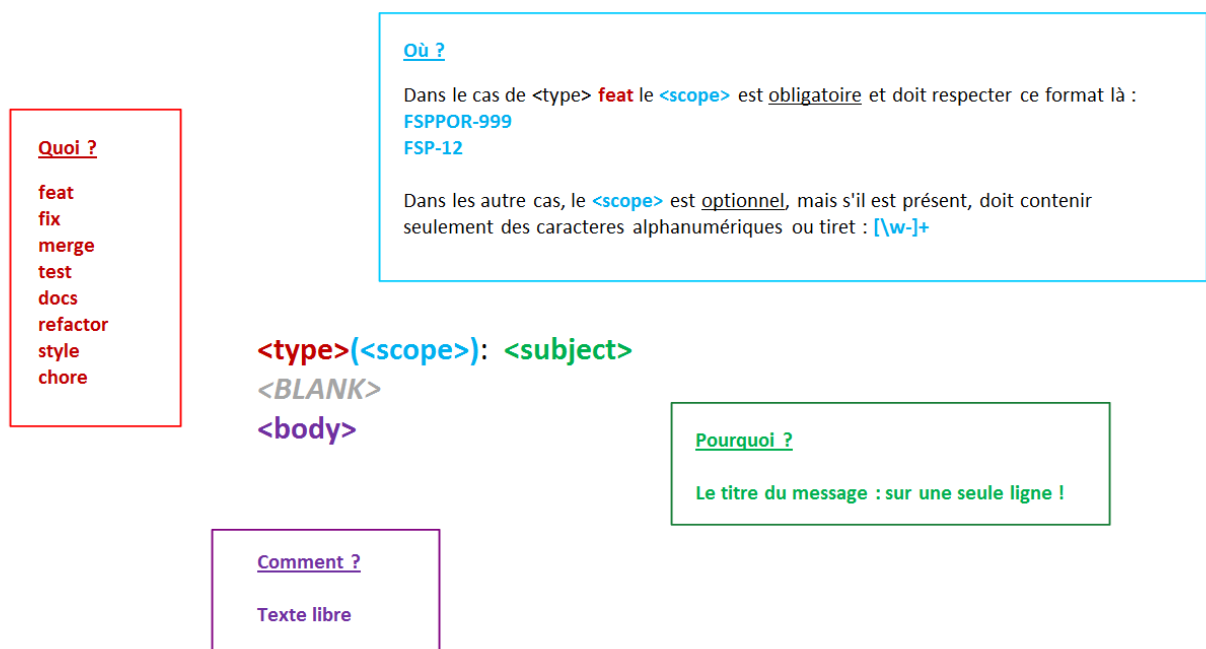 Où ?
Dans le cas de <type> feat le <scope> est obligatoire et doit respecter ce format là :
FSPPOR-999
FSP-12
Dans les autre cas, le <scope> est optionnel, mais s'il est présent, doit contenir
seulement des caracteres alphanumériques ou tiret : [\w-]+
Quoi ?
feat
fix
merge
test
docs
refactor
style
chore
<type>(<scope>): <subject>
<BLANK>
<body>
Pourquoi ?
Le titre du message : sur une seule ligne !
Comment ?
Texte libre